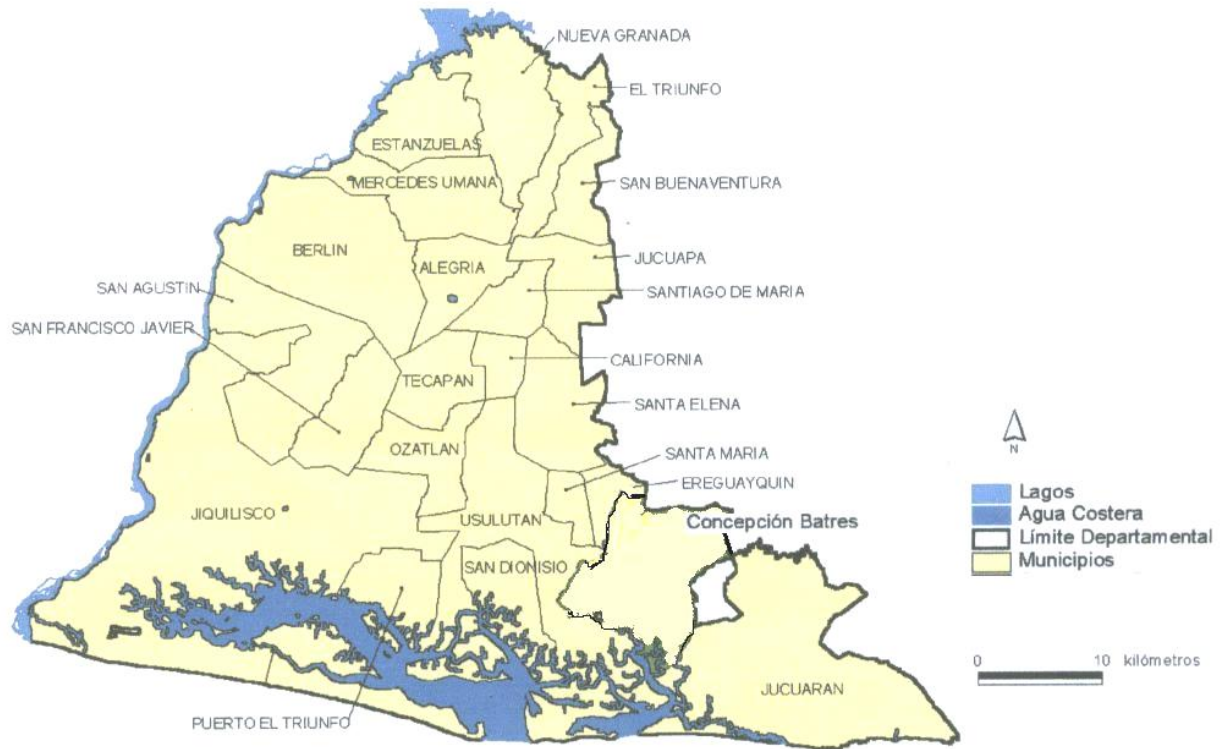 NUEVA GRANADA
EL TRIUNFO
ESTANZUELAS
MERCEDES UMANA
SAN BUENAVENTURA
BERLIN
ALEGRIA
JUCUAPA
SAN AGUSTIN
SANTIAGO DE MARIA
SAN FRANCISCO JAVIER
CALIFORNIA
TECAPAN
SANTA ELENA
OZATLAN
SANTA MARIA
EREGUAYQUIN
JIQUILISCO
USULUTAN
Concepción Batres
SAN DIONISIO
JUCUARAN
PUERTO EL TRIUNFO
N
Lagos
Agua Costera
Límite Departamental
Municipios
0 10 kilómetros